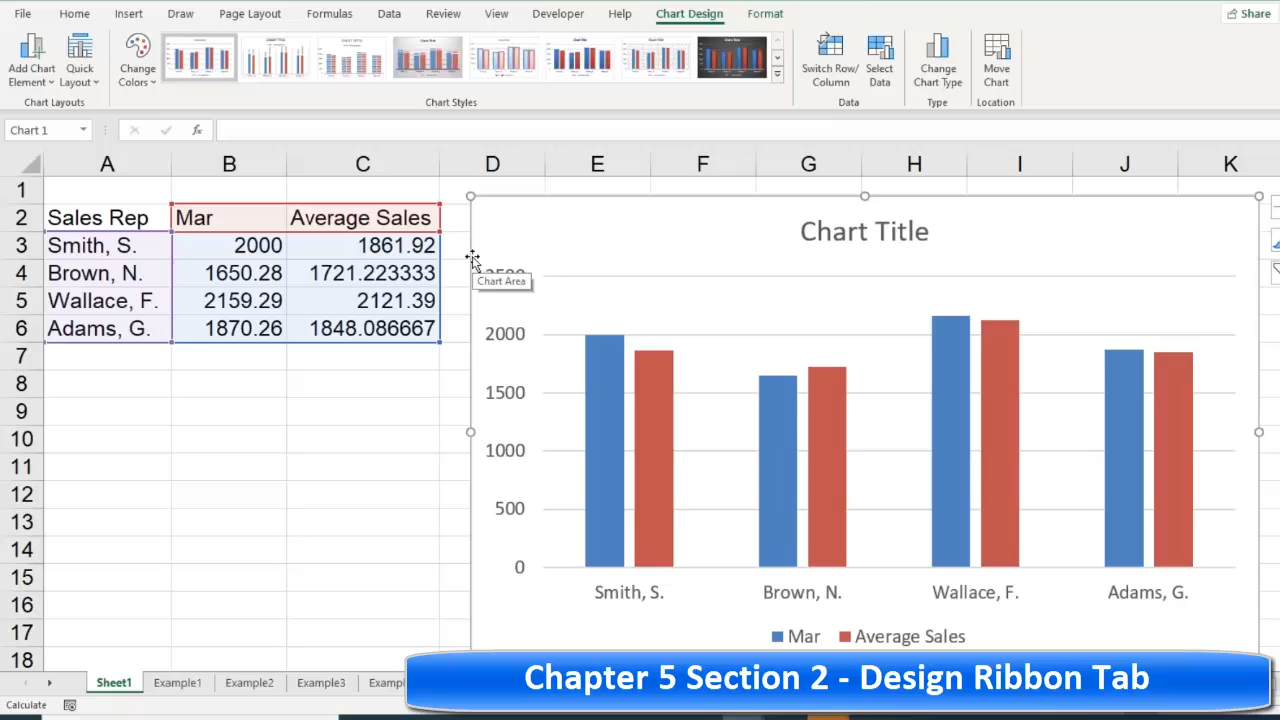 File Home Insert Draw Page Layout Formulas Data Review View Developer Help Chart Design Format Share
Add Chart Element Quick Layout Change Colors Switch Row/Column Select Data Change Chart Type Move Chart
Chart Layouts Chart Styles Data Type Location
Chart 1 fx
A B C D E F G H I J K
1
2 Sales Rep Mar Average Sales
3 Smith, S. 2000 1861.92
4 Brown, N. 1650.28 1721.223333
5 Wallace, F. 2159.29 2121.39
6 Adams, G. 1870.26 1848.086667
7
8
9
10
11
12
13
14
15
16
17
18
Chart Title
2500
Chart Area
2000
1500
1000
500
0
Smith, S. Brown, N. Wallace, F. Adams, G.
Mar Average Sales
Sheet1 Example1 Example2 Example3
Chapter 5 Section 2 - Design Ribbon Tab
Calculate